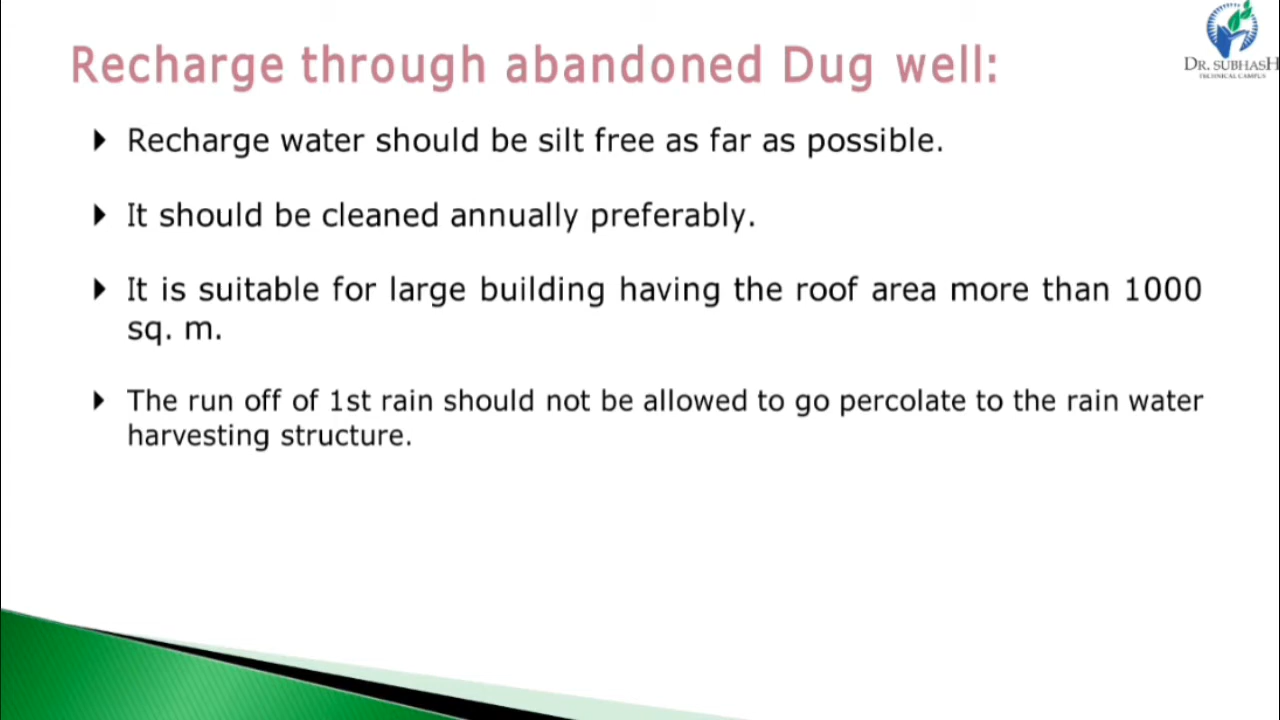 Recharge through abandoned Dug well:
DR. SUBHASH
TECHNICAL CAMPUS
Recharge water should be silt free as far as possible.
It should be cleaned annually preferably.
It is suitable for large building having the roof area more than 1000
sq. m.
The run off of 1st rain should not be allowed to go percolate to the rain water
harvesting structure.